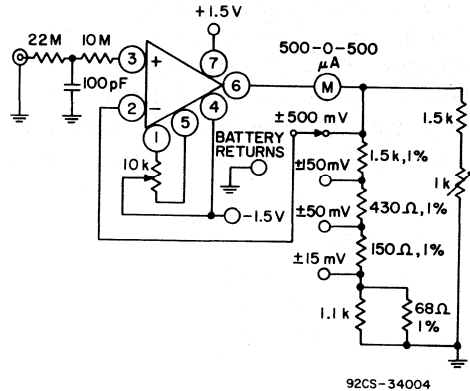 +1.5V
22M
10M
100pF
3
+
7
6
2
−
4
1
5
500-0-500
μA
M
±500 mV
BATTERY
RETURNS
10k
−1.5V
1.5k
1.5k,1%
±150mV
1k
430Ω,1%
±50 mV
150Ω,1%
±15 mV
1.1k
68Ω
1%
92CS-34004